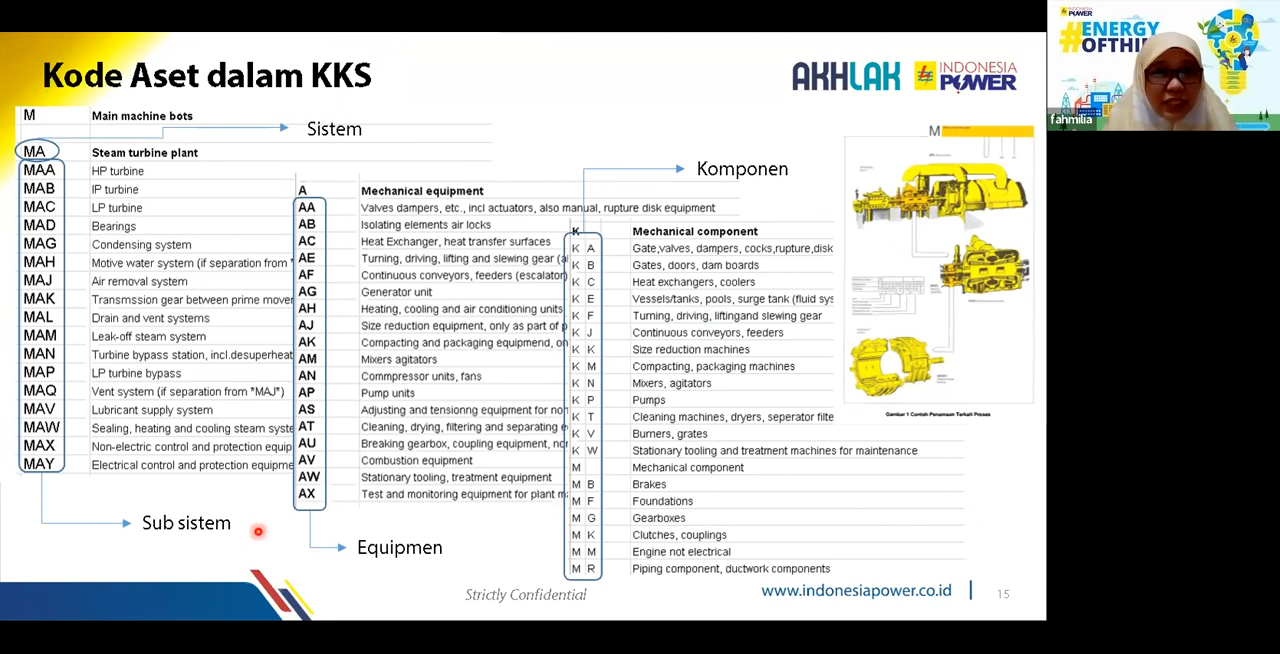 Kode Aset dalam KKS
AKHLAK
INDONESIA
POWER
M Main machine bots
Sistem
MA Steam turbine plant
MAA HP turbine
MAB IP turbine
MAC LP turbine
MAD Bearings
MAG Condensing system
MAH Motive water system (if separation from *
MAJ Air removal system
MAK Transmssion gear between prime mover
MAL Drain and vent systems
MAM Leak-off steam system
MAN Turbine bypass station, incl.desuperheat
MAP LP turbine bypass
MAQ Vent system (if separation from *MAJ*)
MAV Lubricant supply system
MAW Sealing, heating and cooling steam syste
MAX Non-electric control and protection equip
MAY Electrical control and protection equipme
Sub sistem
A Mechanical equipment
AA Valves dampers, etc., incl actuators, also manual, rupture disk equipment
AB Isolating elements air locks
AC Heat Exchanger, heat transfer surfaces
AE Turning, driving, lifting and slewing gear (a
AF Continuous conveyors, feeders (escalator
AG Generator unit
AH Heating, cooling and air conditioning units
AJ Size reduction equipment, only as part of p
AK Compacting and packaging equipmend, on
AM Mixers agitators
AN Commpressor units, fans
AP Pump units
AS Adjusting and tensionng equipment for non
AT Cleaning, drying, filtering and separating e
AU Breaking gearbox, coupling equipment, nor
AV Combustion equipment
AW Stationary tooling, treatment equipment
AX Test and monitoring equipment for plant m
Equipmen
Komponen
K Mechanical component
K A Gate,valves, dampers, cocks,rupture,disk
K B Gates, doors, dam boards
K C Heat exchangers, coolers
K E Vessels/tanks, pools, surge tank (fluid sys
K F Turning, driving, liftingand slewing gear
K J Continuous conveyors, feeders
K K Size reduction machines
K M Compacting, packaging machines
K N Mixers, agitators
K P Pumps
K T Cleaning machines, dryers, seperator filte
K V Burners, grates
K W Stationary tooling and treatment machines for maintenance
M Mechanical component
M B Brakes
M F Foundations
M G Gearboxes
M K Clutches, couplings
M M Engine not electrical
M R Piping component, ductwork components
M
Gambar 1 Contoh Penamaan Terkait Proses
Strictly Confidential
www.indonesiapower.co.id
15
INDONESIA
POWER
#ENERGY
OFTHI
fahmilia